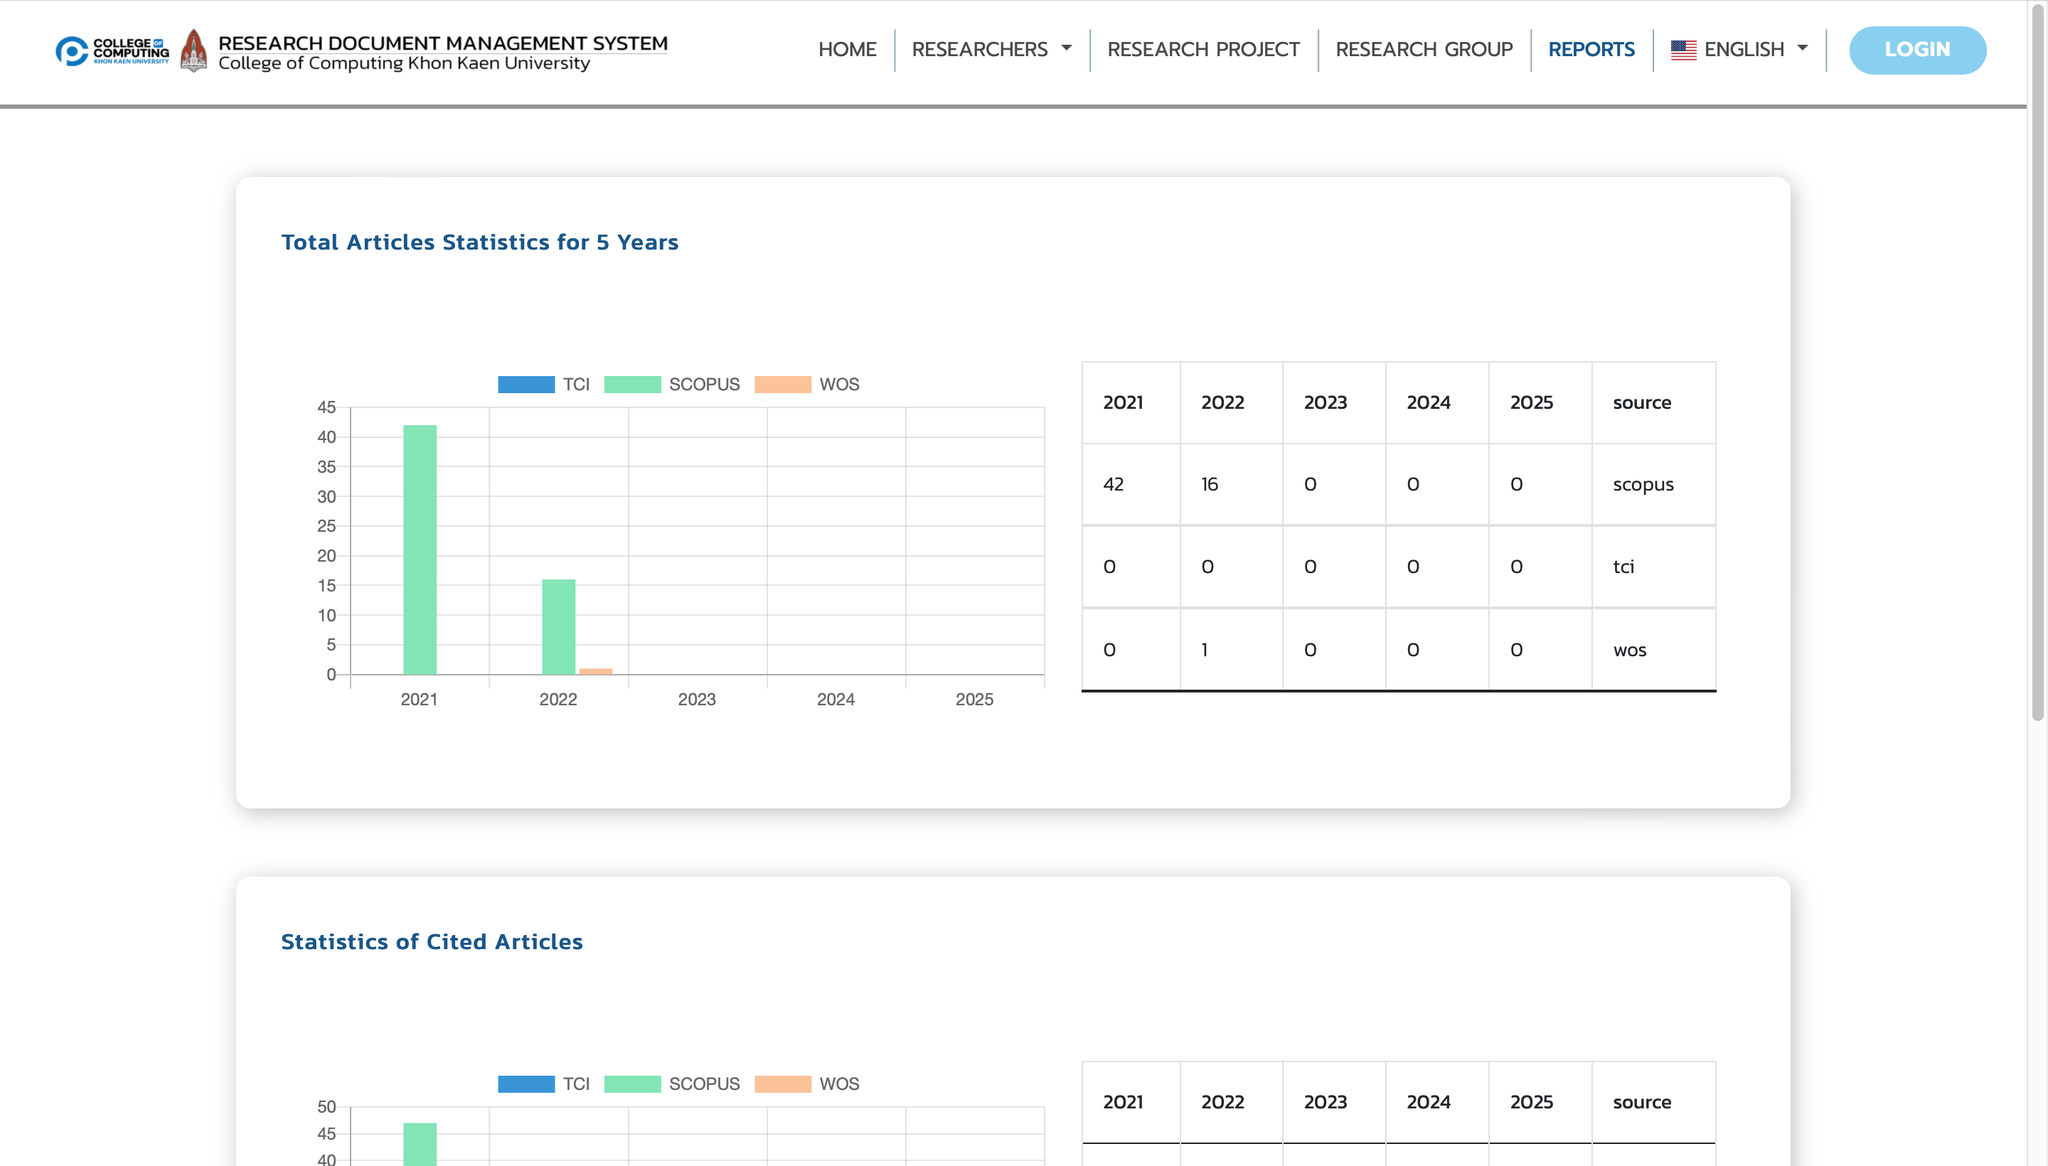 COLLEGE OF
COMPUTING
KHON KAEN UNIVERSITY
RESEARCH DOCUMENT MANAGEMENT SYSTEM
College of Computing Khon Kaen University
HOME
RESEARCHERS
RESEARCH PROJECT
RESEARCH GROUP
REPORTS
ENGLISH
LOGIN
Total Articles Statistics for 5 Years
TCI SCOPUS WOS
45
40
35
30
25
20
15
10
5
0
2021 2022 2023 2024 2025
2021 2022 2023 2024 2025 source
42 16 0 0 0 scopus
0 0 0 0 0 tci
0 1 0 0 0 wos
Statistics of Cited Articles
TCI SCOPUS WOS
50
45
40
2021 2022 2023 2024 2025 source